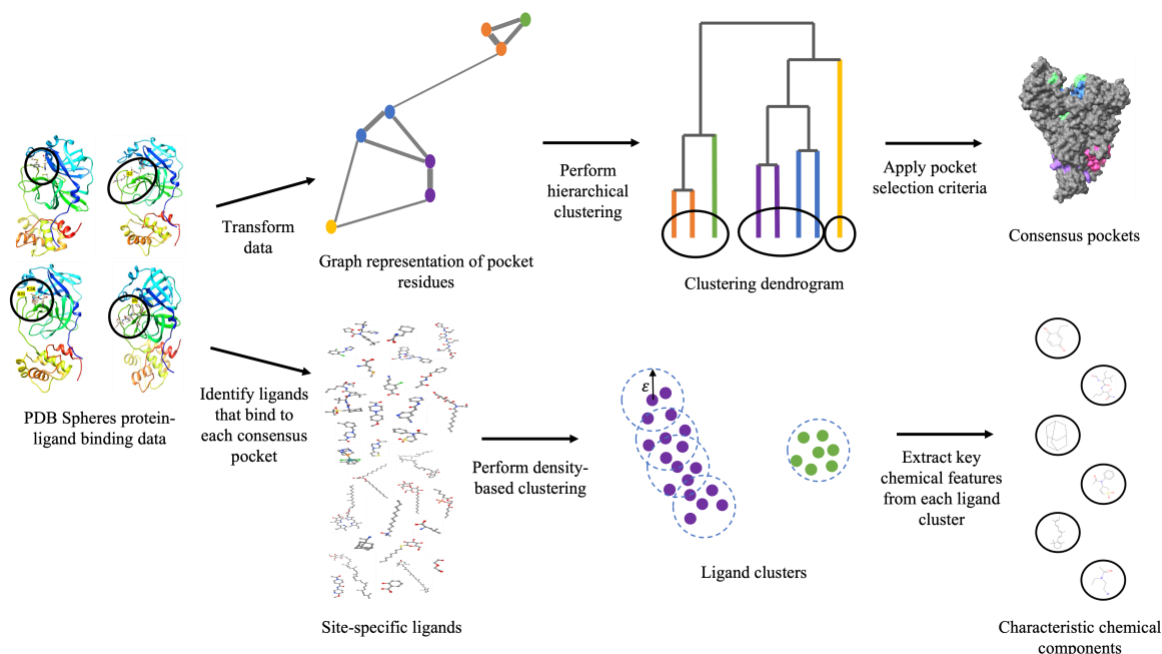 PDB Spheres protein-
ligand binding data
Transform
data
Graph representation of pocket
residues
Perform
hierarchical
clustering
Clustering dendrogram
Apply pocket
selection criteria
Consensus pockets
Identify ligands
that bind to
each consensus
pocket
Site-specific ligands
Perform density-
based clustering
ε
Ligand clusters
Extract key
chemical features
from each ligand
cluster
Characteristic chemical
components